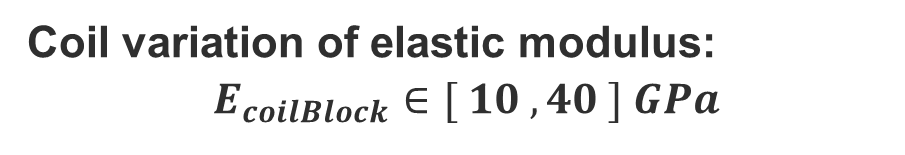 Coil variation of elastic modulus:
E_coilBlock ∈ [ 10 , 40 ] GPa